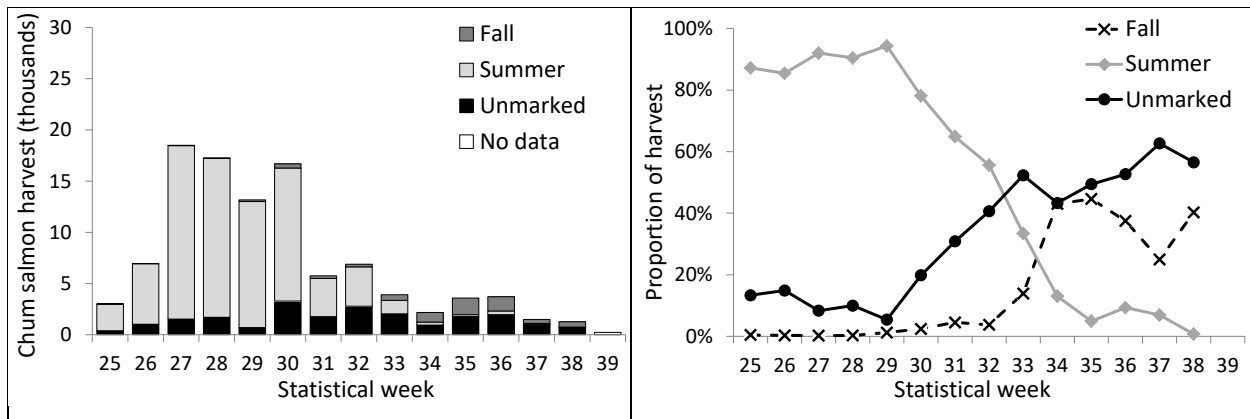 Chum salmon harvest (thousands)
30
25
20
15
10
5
0
Fall
Summer
Unmarked
No data
25 26 27 28 29 30 31 32 33 34 35 36 37 38 39
Statistical week
Proportion of harvest
100%
80%
60%
40%
20%
0%
Fall
Summer
Unmarked
25 26 27 28 29 30 31 32 33 34 35 36 37 38 39
Statistical week